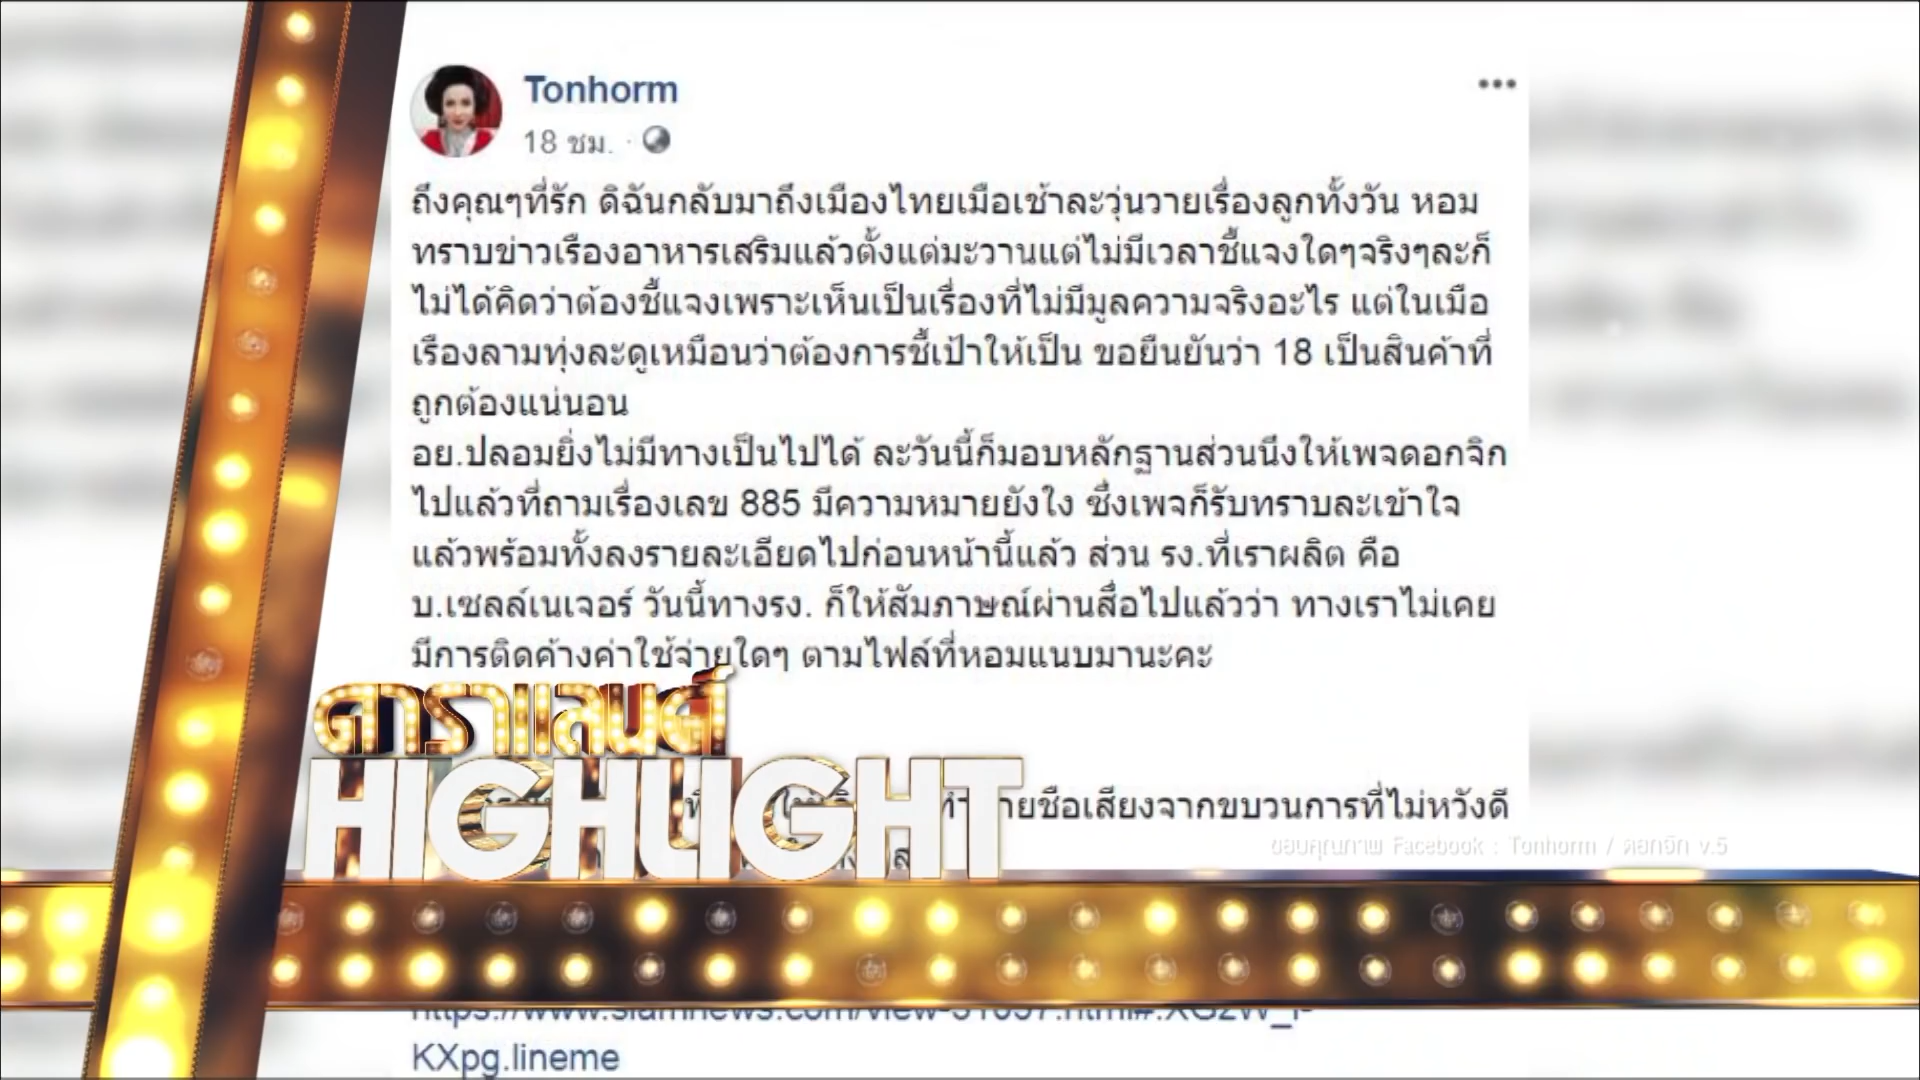 Tonhorm
18 ชม.
ถึงคุณๆที่รัก ดิฉันกลับมาถึงเมืองไทยเมื่อเช้าละวุ่นวายเรื่องลูกทั้งวัน หอม
ทราบข่าวเรื่องอาหารเสริมแล้วตั้งแต่มะวานแต่ไม่มีเวลาชี้แจงใดๆจริงๆละก็
ไม่ได้คิดว่าต้องชี้แจงเพราะเห็นเป็นเรื่องที่ไม่มีมูลความจริงอะไร แต่ในเมื่อ
เรื่องลามทุ่งละดูเหมือนว่าต้องการชี้เป้าให้เป็น ขอยืนยันว่า 18 เป็นสินค้าที่
ถูกต้องแน่นอน
อย.ปลอมยิ่งไม่มีทางเป็นไปได้ ละวันนี้ก็มอบหลักฐานส่วนนึงให้เพจดอกจิก
ไปแล้วที่ถามเรื่องเลข 885 มีความหมายยังไง ซึ่งเพจก็รับทราบละเข้าใจ
แล้วพร้อมทั้งลงรายละเอียดไปก่อนหน้านี้แล้ว ส่วน รง.ที่เราผลิต คือ
บ.เซลล์เนเจอร์ วันนี้ทางรง. ก็ให้สัมภาษณ์ผ่านสื่อไปแล้วว่า ทางเราไม่เคย
มีการติดค้างค่าใช้จ่ายใดๆ ตามไฟล์ที่หอมแนบมานะคะ
ดาราแลนด์
HIGHLIGHT
ชื่อเสียงจากขบวนการที่ไม่หวังดี
ขอบคุณภาพ Facebook : Tonhorm / ดอกจิก v.5
KXpg.lineme